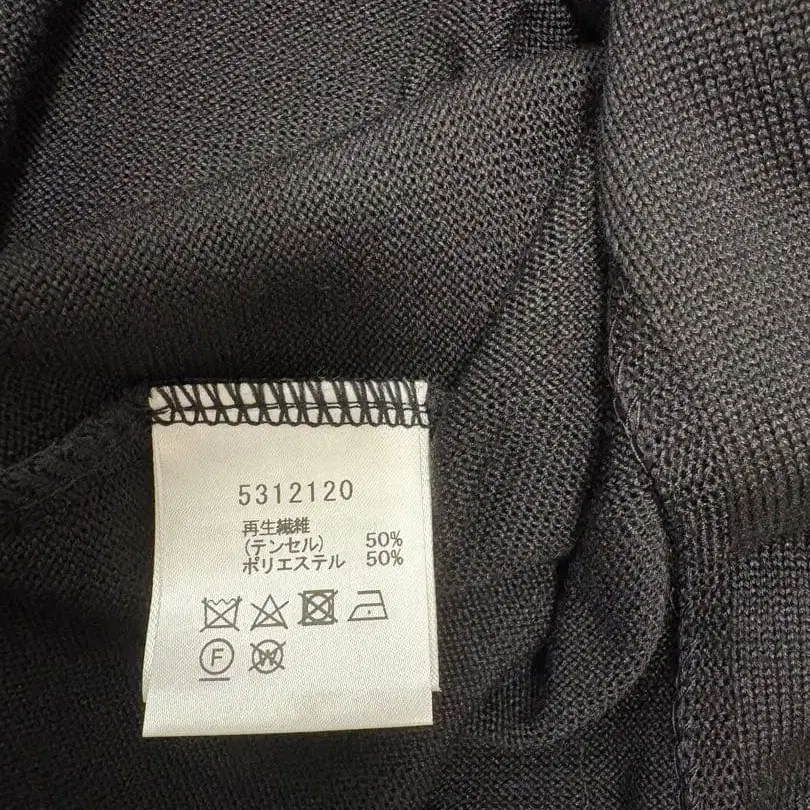 5312120
再生繊維
(テンセル) 50%
ポリエステル 50%
F
W